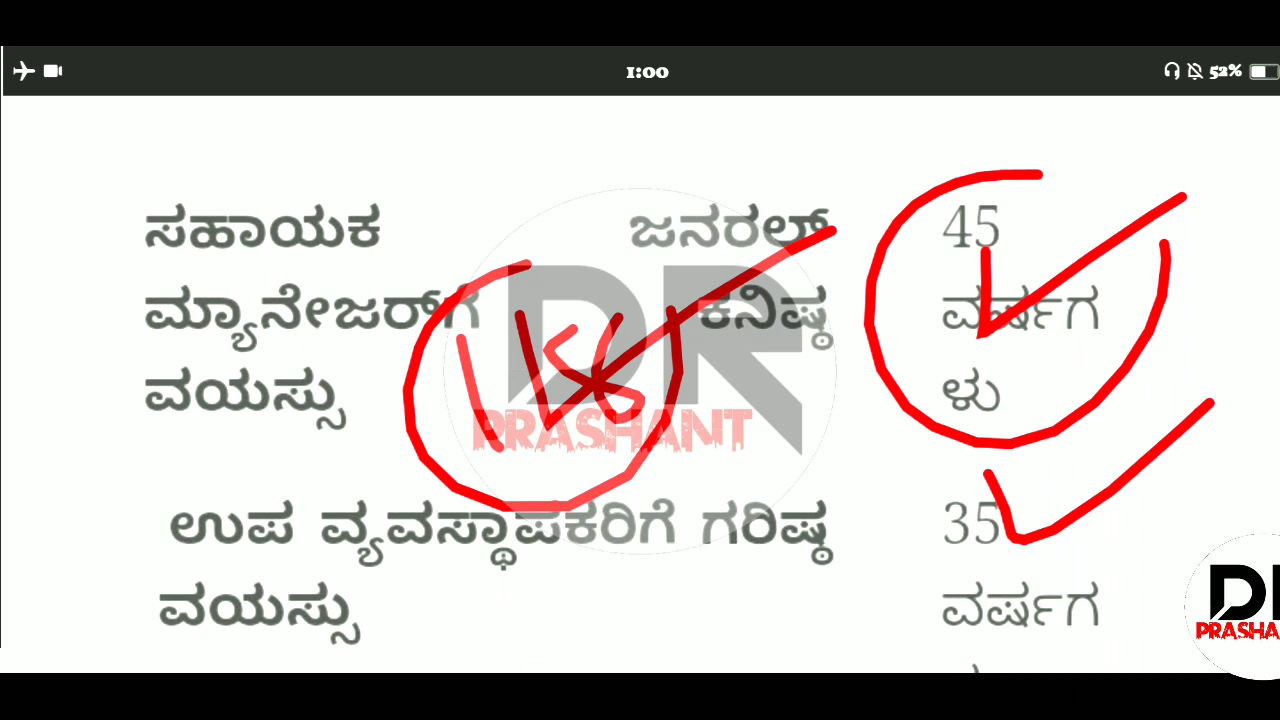 1:00 52%
ಸಹಾಯಕ ಜನರಲ್ 45
ಮ್ಯಾನೇಜರ್‌ಗೆ ಕನಿಷ್ಠ ವರ್ಷಗ
ವಯಸ್ಸು ಳು
18
DR
PRASHANT
ಉಪ ವ್ಯವಸ್ಥಾಪಕರಿಗೆ ಗರಿಷ್ಠ 35
ವಯಸ್ಸು ವರ್ಷಗ
PRASHA